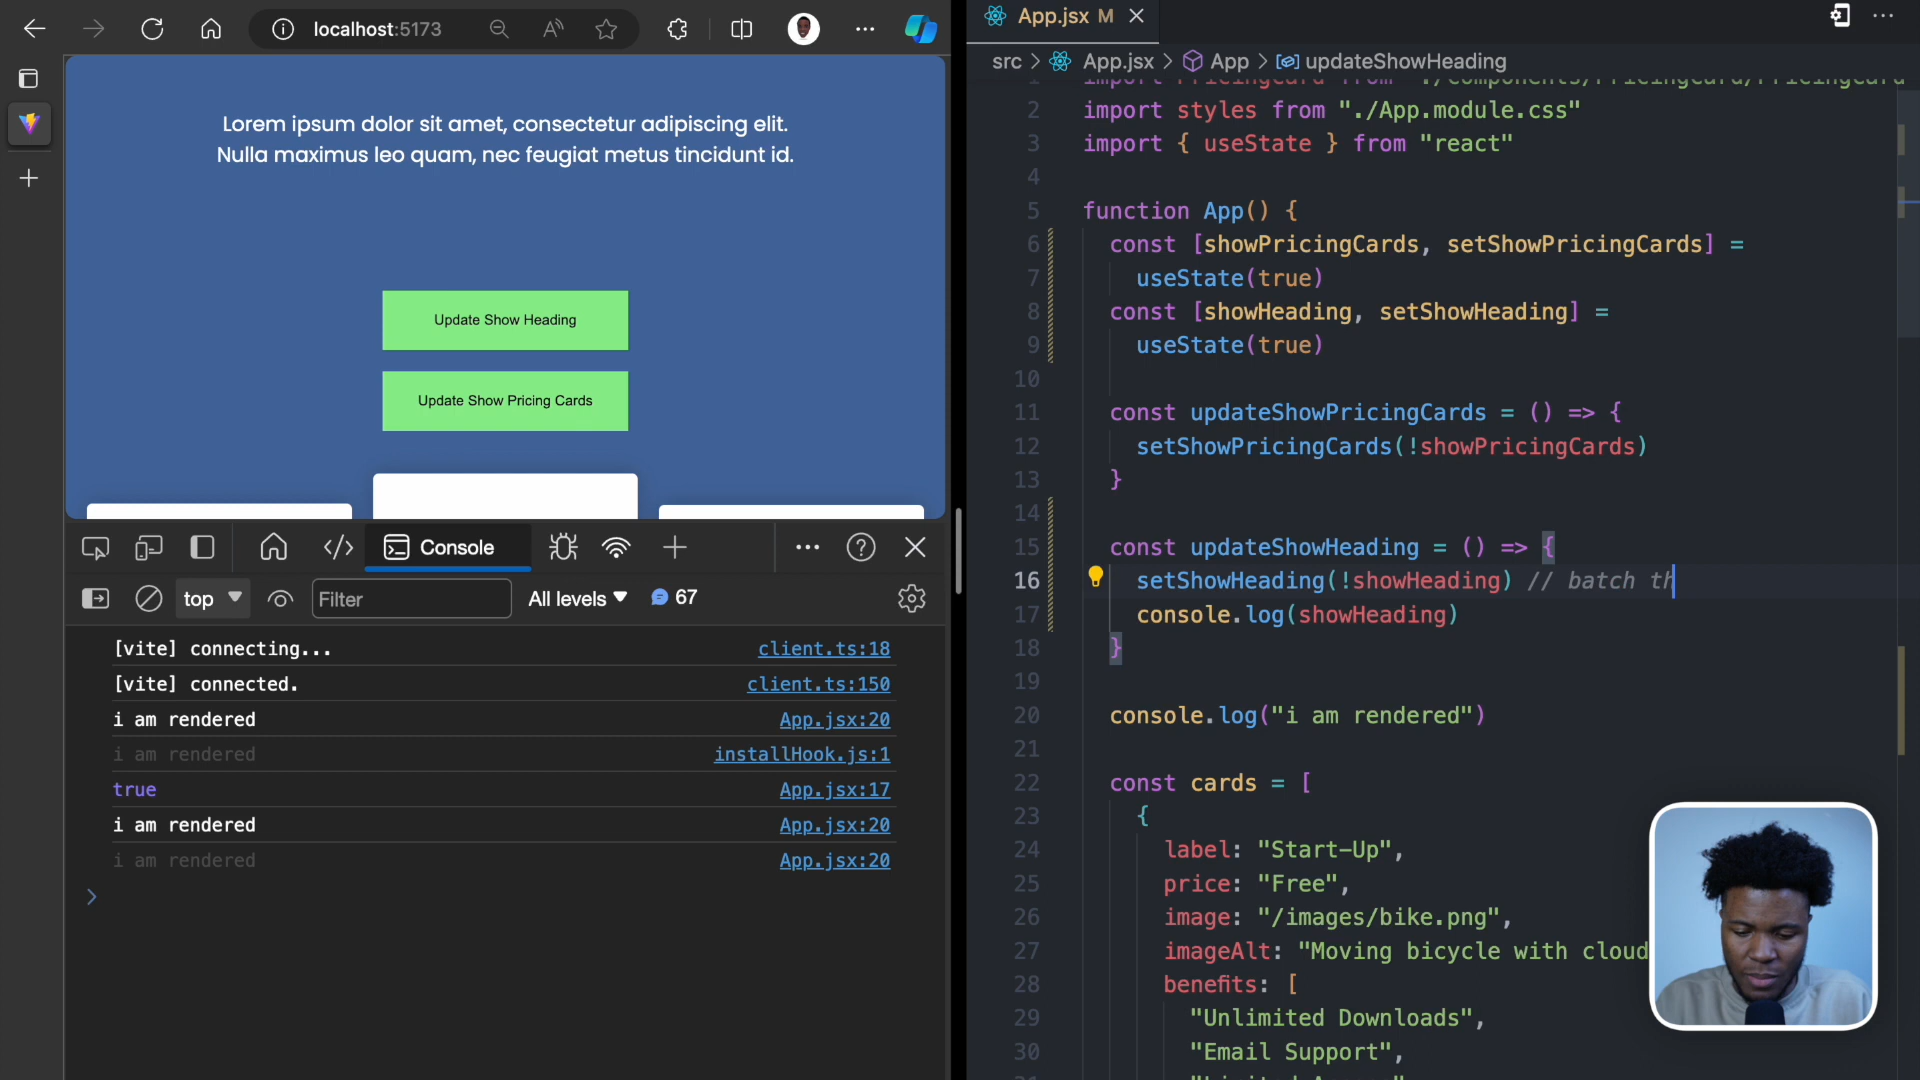 localhost:5173
Lorem ipsum dolor sit amet, consectetur adipiscing elit.
Nulla maximus leo quam, nec feugiat metus tincidunt id.
Update Show Heading
Update Show Pricing Cards
Console
top
Filter
All levels
67
[vite] connecting... client.ts:18
[vite] connected. client.ts:150
i am rendered App.jsx:20
i am rendered installHook.js:1
true App.jsx:17
i am rendered App.jsx:20
i am rendered App.jsx:20
App.jsx M
src > App.jsx > App > updateShowHeading
1 import PricingCard from "./components/PricingCard/PricingCard
2 import styles from "./App.module.css"
3 import { useState } from "react"
4
5 function App() {
6 const [showPricingCards, setShowPricingCards] =
7 useState(true)
8 const [showHeading, setShowHeading] =
9 useState(true)
10
11 const updateShowPricingCards = () => {
12 setShowPricingCards(!showPricingCards)
13 }
14
15 const updateShowHeading = () => {
16 setShowHeading(!showHeading) // batch th
17 console.log(showHeading)
18 }
19
20 console.log("i am rendered")
21
22 const cards = [
23 {
24 label: "Start-Up",
25 price: "Free",
26 image: "/images/bike.png",
27 imageAlt: "Moving bicycle with cloud
28 benefits: [
29 "Unlimited Downloads",
30 "Email Support",